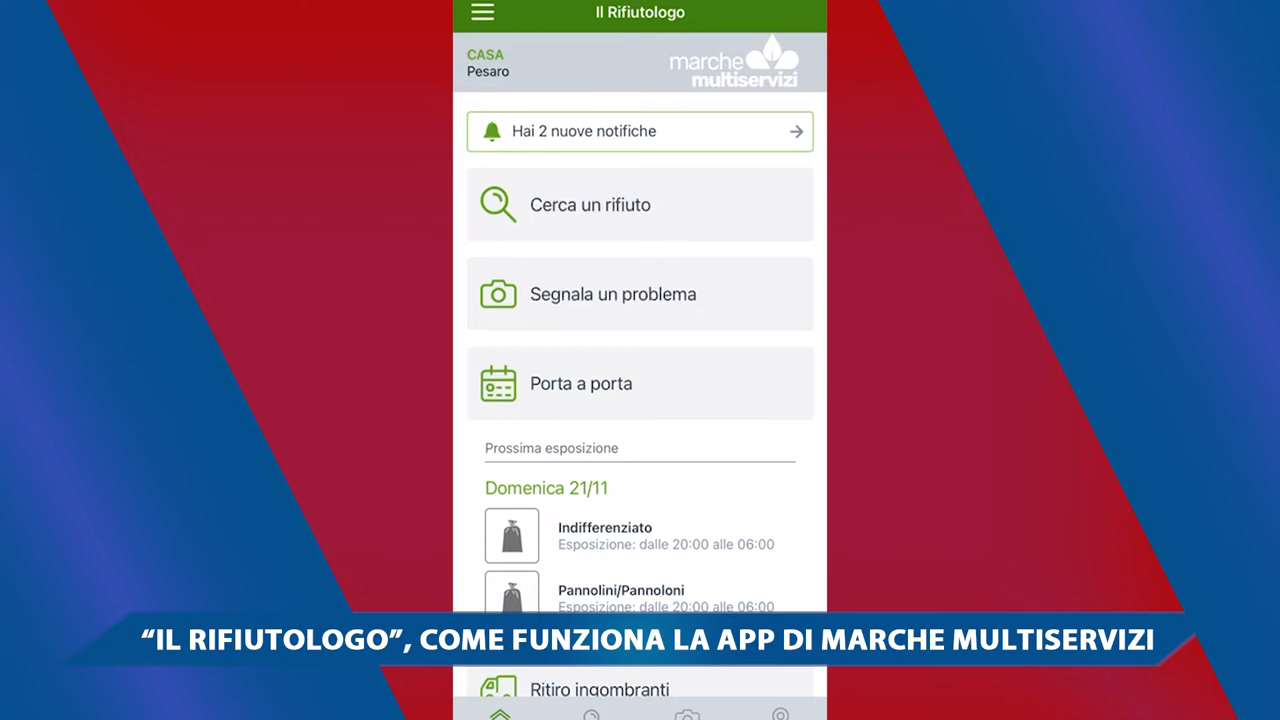 Il Rifiutologo
CASA
Pesaro
marche
multiservizi
Hai 2 nuove notifiche
Cerca un rifiuto
Segnala un problema
Porta a porta
Prossima esposizione
Domenica 21/11
Indifferenziato
Esposizione: dalle 20:00 alle 06:00
Pannolini/Pannoloni
Esposizione: dalle 20:00 alle 06:00
“IL RIFIUTOLOGO”, COME FUNZIONA LA APP DI MARCHE MULTISERVIZI
Ritiro ingombranti